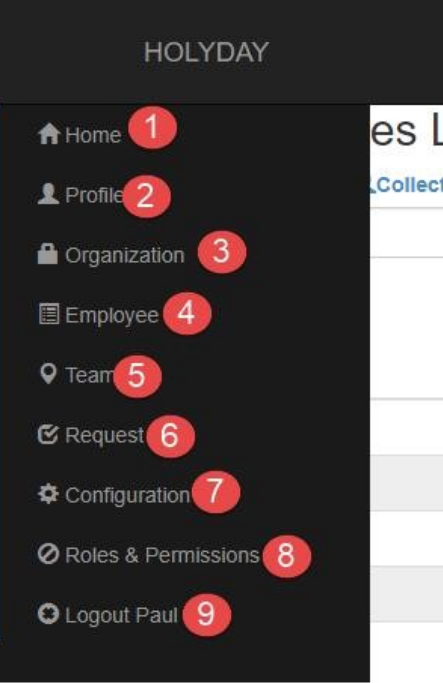 HOLYDAY
es L
Home 1
Collect
Profile 2
Organization 3
Employee 4
Team 5
Request 6
Configuration 7
Roles & Permissions 8
Logout Paul 9